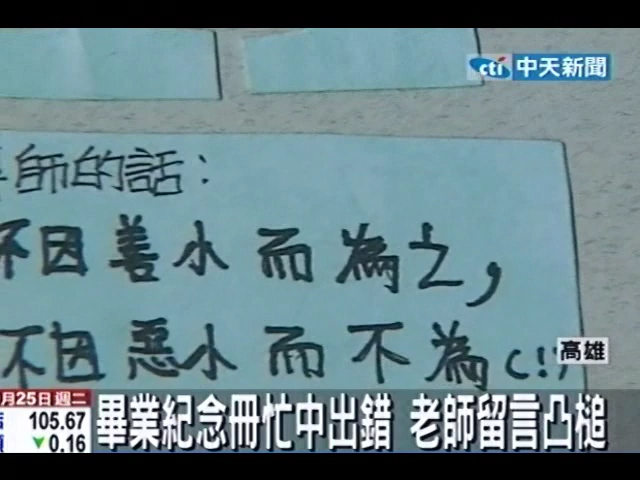 cti 中天新聞
師的話：
不因善小而為之，
不因惡小而不為(!!)
高雄
月25日週二
105.67
▼0.16
畢業紀念冊忙中出錯 老師留言凸槌